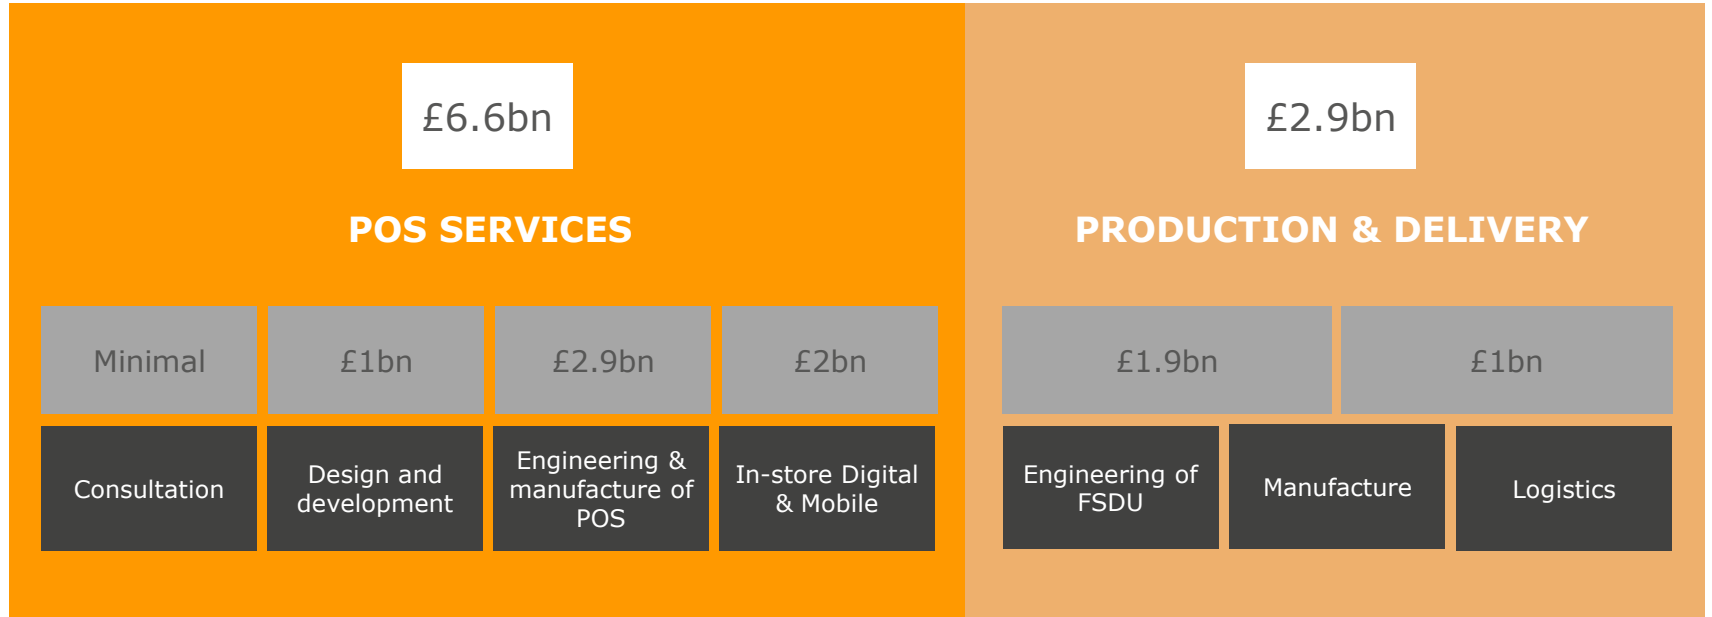 £6.6bn
POS SERVICES
Minimal
£1bn
£2.9bn
£2bn
Consultation
Design and
development
Engineering &
manufacture of
POS
In-store Digital
& Mobile
£2.9bn
PRODUCTION & DELIVERY
£1.9bn
£1bn
Engineering of
FSDU
Manufacture
Logistics